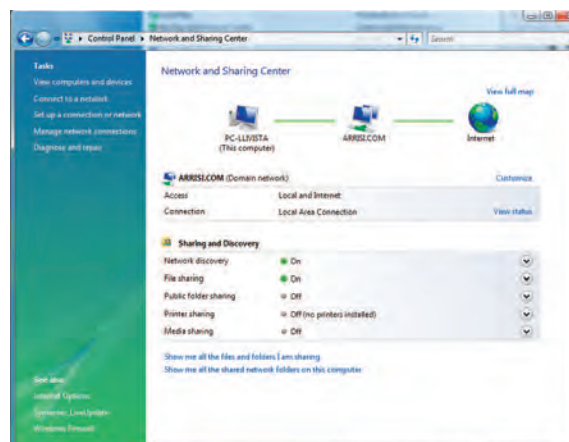 Control Panel ▸ Network and Sharing Center
Search
Tasks
View computers and devices
Connect to a network
Set up a connection or network
Manage network connections
Diagnose and repair
Network and Sharing Center
View full map
PC-LLIVISTA
(This computer)
ARRISI.COM
Internet
ARRISI.COM (Domain network)
Customize
Access
Local and Internet
Connection
Local Area Connection
View status
Sharing and Discovery
Network discovery
On
File sharing
On
Public folder sharing
Off
Printer sharing
Off (no printers installed)
Media sharing
Off
Show me all the files and folders I am sharing
Show me all the shared network folders on this computer
See also
Internet Options
Symantec LiveUpdate
Windows Firewall